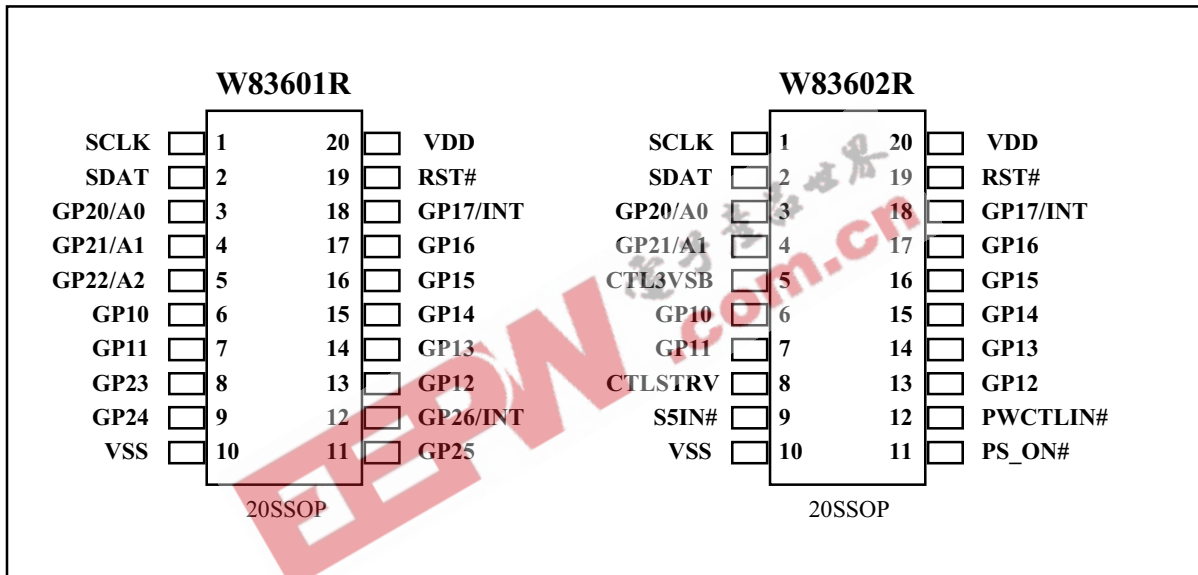 W83601R
SCLK 1 20 VDD
SDAT 2 19 RST#
GP20/A0 3 18 GP17/INT
GP21/A1 4 17 GP16
GP22/A2 5 16 GP15
GP10 6 15 GP14
GP11 7 14 GP13
GP23 8 13 GP12
GP24 9 12 GP26/INT
VSS 10 11 GP25
20SSOP
W83602R
SCLK 1 20 VDD
SDAT 2 19 RST#
GP20/A0 3 18 GP17/INT
GP21/A1 4 17 GP16
CTL3VSB 5 16 GP15
GP10 6 15 GP14
GP11 7 14 GP13
CTLSTRV 8 13 GP12
S5IN# 9 12 PWCTLIN#
VSS 10 11 PS_ON#
20SSOP
EEPW
.com.cn